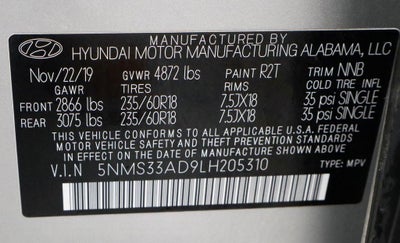 MANUFACTURED BY
HYUNDAI MOTOR MANUFACTURING ALABAMA, LLC
Nov/22/19 GVWR 4872 lbs PAINT R2T TRIM NNB
GAWR TIRES RIMS COLD TIRE INFL
FRONT 2866 lbs 235/60R18 7.5JX18 35 psi SINGLE
REAR 3075 lbs 235/60R18 7.5JX18 35 psi SINGLE
THIS VEHICLE CONFORMS TO ALL APPLICABLE U.S.A FEDERAL
MOTOR VEHICLE SAFETY, BUMPER, AND THEFT PREVENTION
STANDARDS IN EFFECT ON THE DATE OF MANUFACTURE SHOWN ABOVE.
V.I.N 5NMS33AD9LH205310 TYPE: MPV